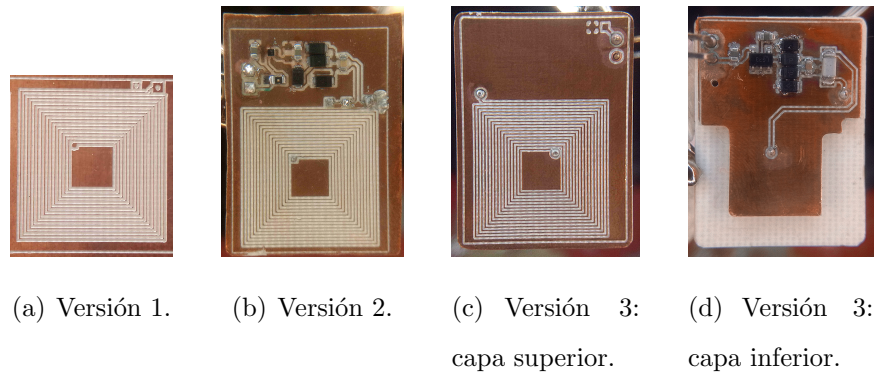 (a) Versión 1.
(b) Versión 2.
(c) Versión 3:
capa superior.
(d) Versión 3:
capa inferior.